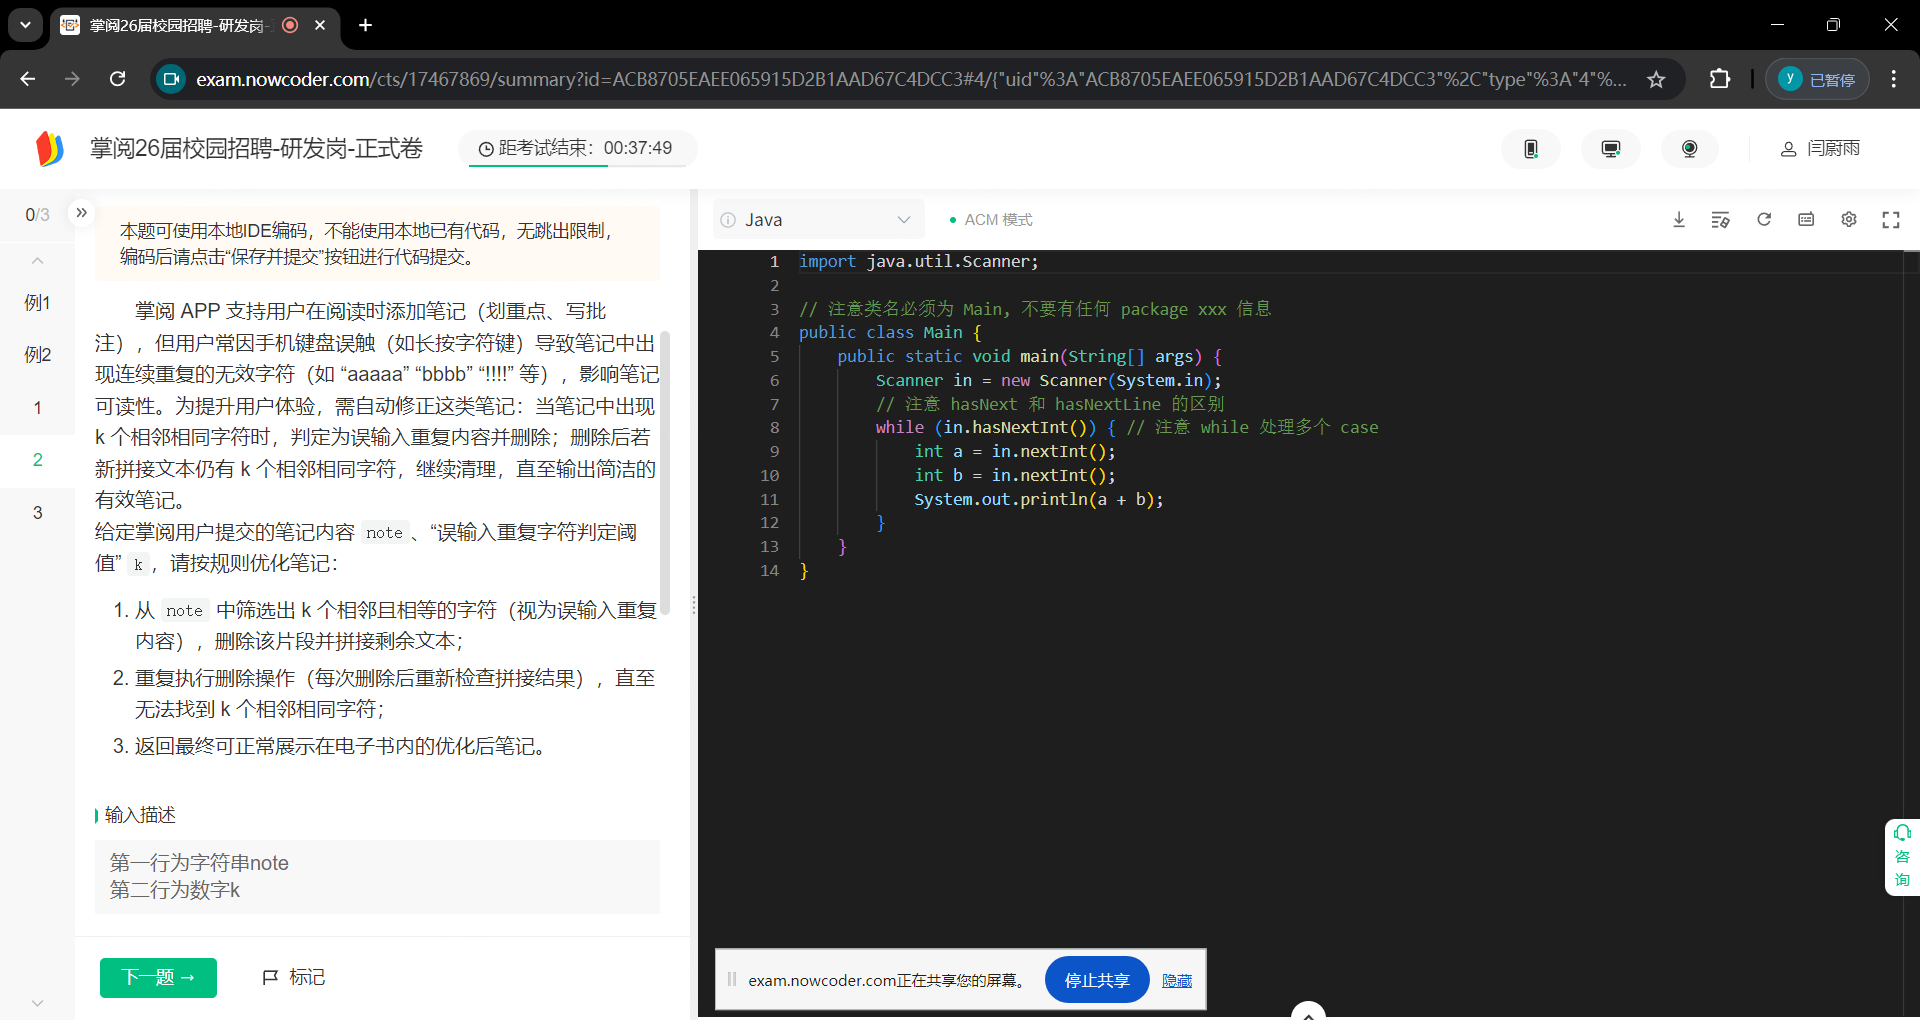 掌阅26届校园招聘-研发岗-
exam.nowcoder.com/cts/17467869/summary?id=ACB8705EAEE065915D2B1AAD67C4DCC3#4/{"uid"%3A"ACB8705EAEE065915D2B1AAD67C4DCC3"%2C"type"%3A"4"%...
y 已暂停
掌阅26届校园招聘-研发岗-正式卷
距考试结束：00:37:49
闫尉雨
0/3
例1
例2
1
2
3
本题可使用本地IDE编码，不能使用本地已有代码，无跳出限制，
编码后请点击“保存并提交”按钮进行代码提交。
掌阅 APP 支持用户在阅读时添加笔记（划重点、写批
注），但用户常因手机键盘误触（如长按字符键）导致笔记中出
现连续重复的无效字符（如 “aaaaa” “bbbb” “!!!!” 等），影响笔记
可读性。为提升用户体验，需自动修正这类笔记：当笔记中出现
k 个相邻相同字符时，判定为误输入重复内容并删除；删除后若
新拼接文本仍有 k 个相邻相同字符，继续清理，直至输出简洁的
有效笔记。
给定掌阅用户提交的笔记内容 note 、“误输入重复字符判定阈
值” k ，请按规则优化笔记：
1. 从 note 中筛选出 k 个相邻且相等的字符（视为误输入重复
内容），删除该片段并拼接剩余文本；
2. 重复执行删除操作（每次删除后重新检查拼接结果），直至
无法找到 k 个相邻相同字符；
3. 返回最终可正常展示在电子书内的优化后笔记。
输入描述
第一行为字符串note
第二行为数字k
下一题 →
标记
Java
ACM 模式
1 import java.util.Scanner;
2
3 // 注意类名必须为 Main, 不要有任何 package xxx 信息
4 public class Main {
5 public static void main(String[] args) {
6 Scanner in = new Scanner(System.in);
7 // 注意 hasNext 和 hasNextLine 的区别
8 while (in.hasNextInt()) { // 注意 while 处理多个 case
9 int a = in.nextInt();
10 int b = in.nextInt();
11 System.out.println(a + b);
12 }
13 }
14 }
咨
询
exam.nowcoder.com正在共享您的屏幕。
停止共享
隐藏